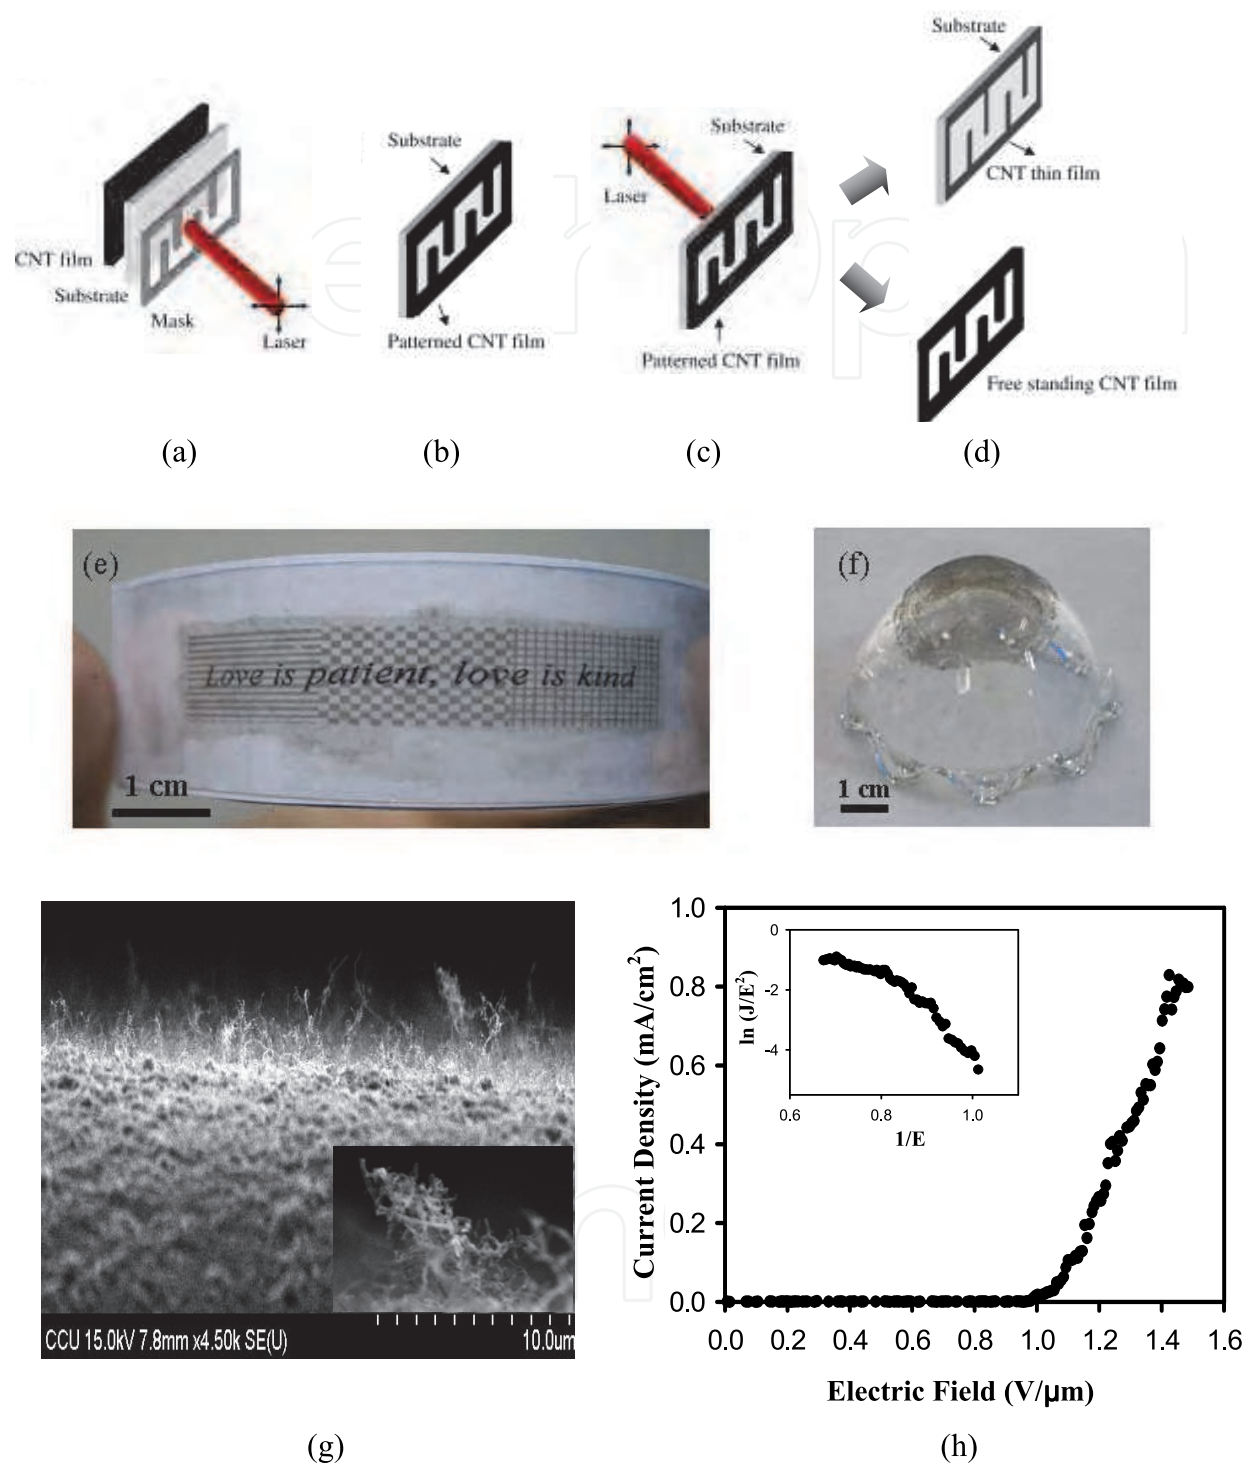 CNT film
Substrate
Mask
Laser
(a)
Substrate
Patterned CNT film
(b)
Substrate
Laser
Patterned CNT film
(c)
Substrate
CNT thin film
Free standing CNT film
(d)
(e)
Love is patient, love is kind
1 cm
(f)
1 cm
CCU 15.0kV 7.8mm x4.50k SE(U)
10.0um
(g)
Current Density (mA/cm²)
1.0
0.8
0.6
0.4
0.2
0.0
0.0 0.2 0.4 0.6 0.8 1.0 1.2 1.4 1.6
Electric Field (V/μm)
ln (J/E²)
0
-2
-4
0.6 0.8 1.0
1/E
(h)